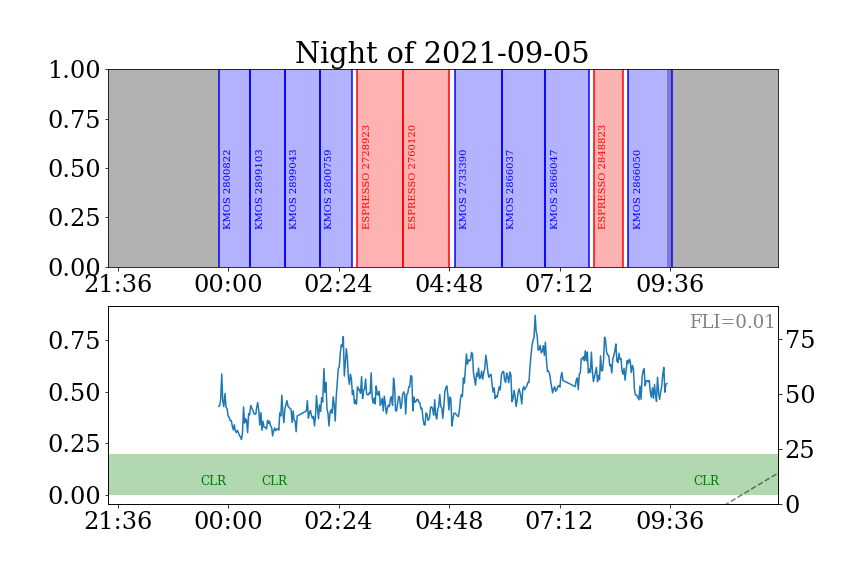 Night of 2021-09-05
1.00
0.75
0.50
0.25
0.00
KMOS 2800822
KMOS 2899103
KMOS 2899043
KMOS 2800759
ESPRESSO 2728923
ESPRESSO 2760120
KMOS 2733390
KMOS 2866037
KMOS 2866047
ESPRESSO 2848823
KMOS 2866050
21:36 00:00 02:24 04:48 07:12 09:36
FLI=0.01
0.75
0.50
0.25
0.00
75
50
25
0
CLR CLR CLR
21:36 00:00 02:24 04:48 07:12 09:36